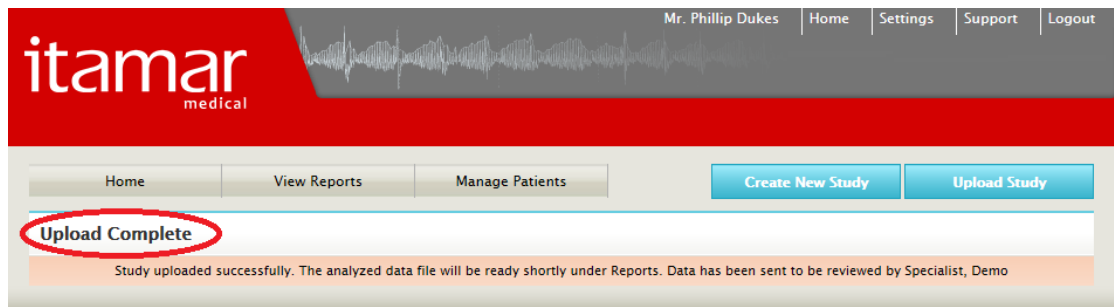 Mr. Phillip Dukes Home Settings Support Logout
itamar
medical
Home View Reports Manage Patients Create New Study Upload Study
Upload Complete
Study uploaded successfully. The analyzed data file will be ready shortly under Reports. Data has been sent to be reviewed by Specialist, Demo